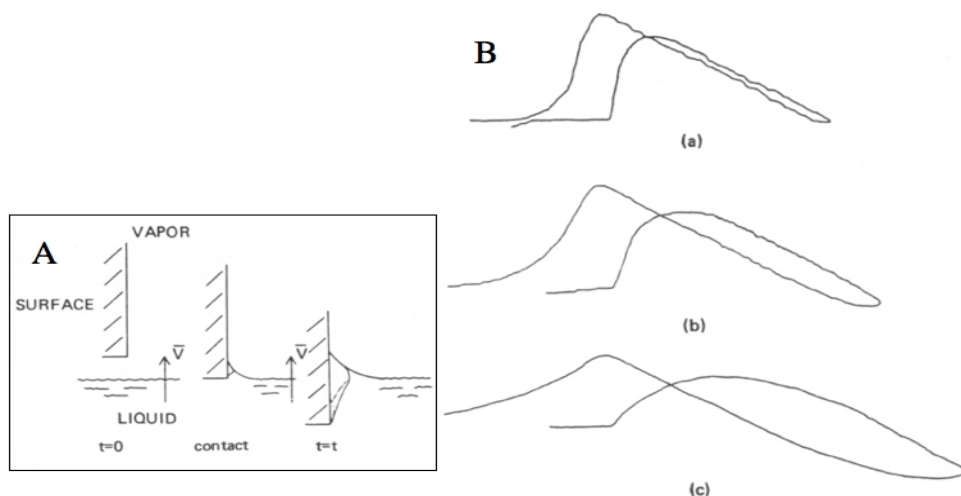 B
(a)
A
VAPOR
SURFACE
V̅
V̅
LIQUID
t=0
contact
t=t
(b)
(c)